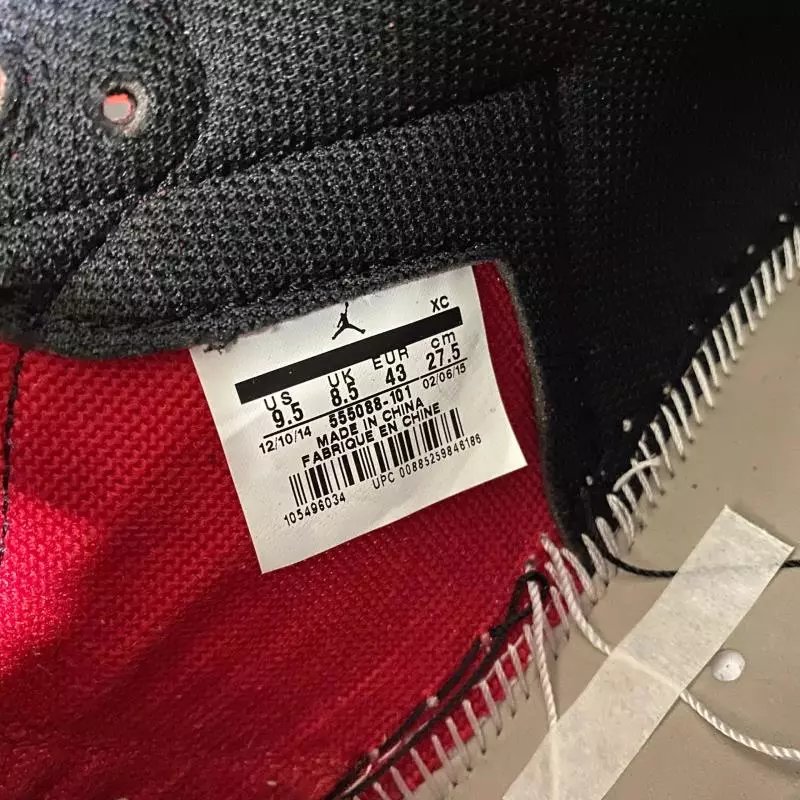 XC
US UK EUR cm
9.5 8.5 43 27.5
12/10/14 555088-101 02/06/15
MADE IN CHINA
FABRIQUE EN CHINE
105496034 UPC 00885259846186